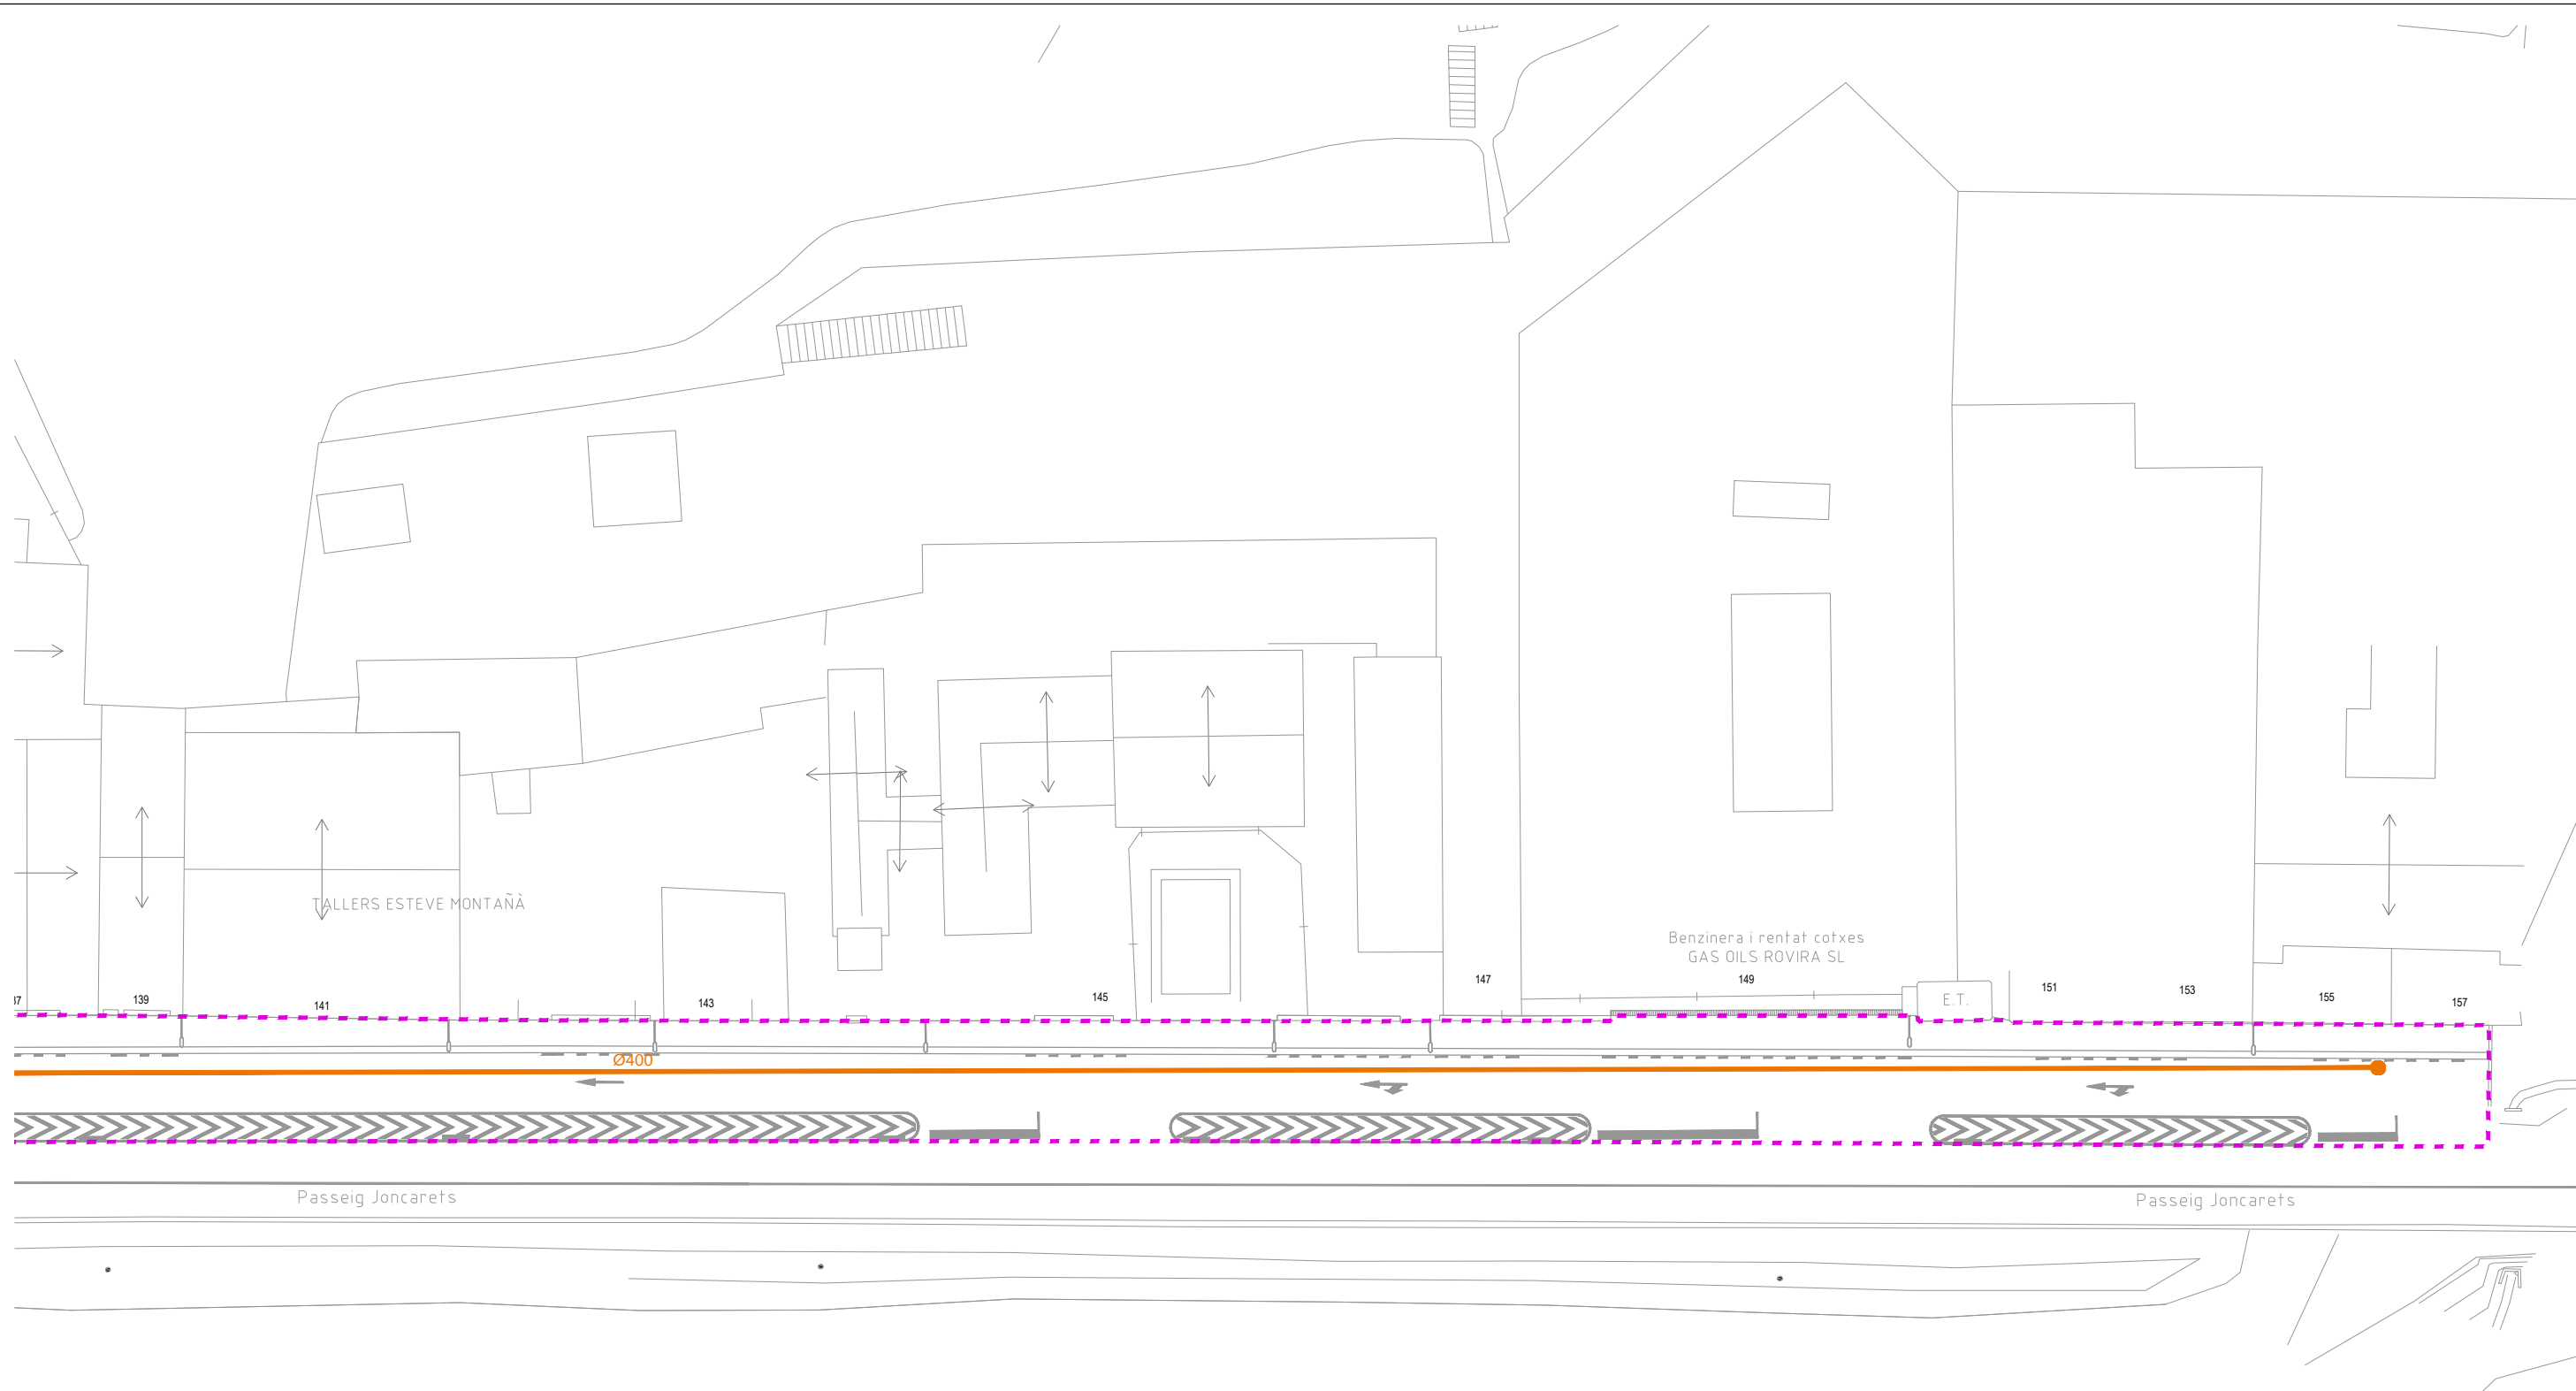 TALLERS ESTEVE MONTAÑÀ
Benzinera i rentat cotxes
GAS OILS ROVIRA SL
E.T.
139
141
143
145
147
149
151
153
155
157
Ø400
Passeig Joncarets
Passeig Joncarets